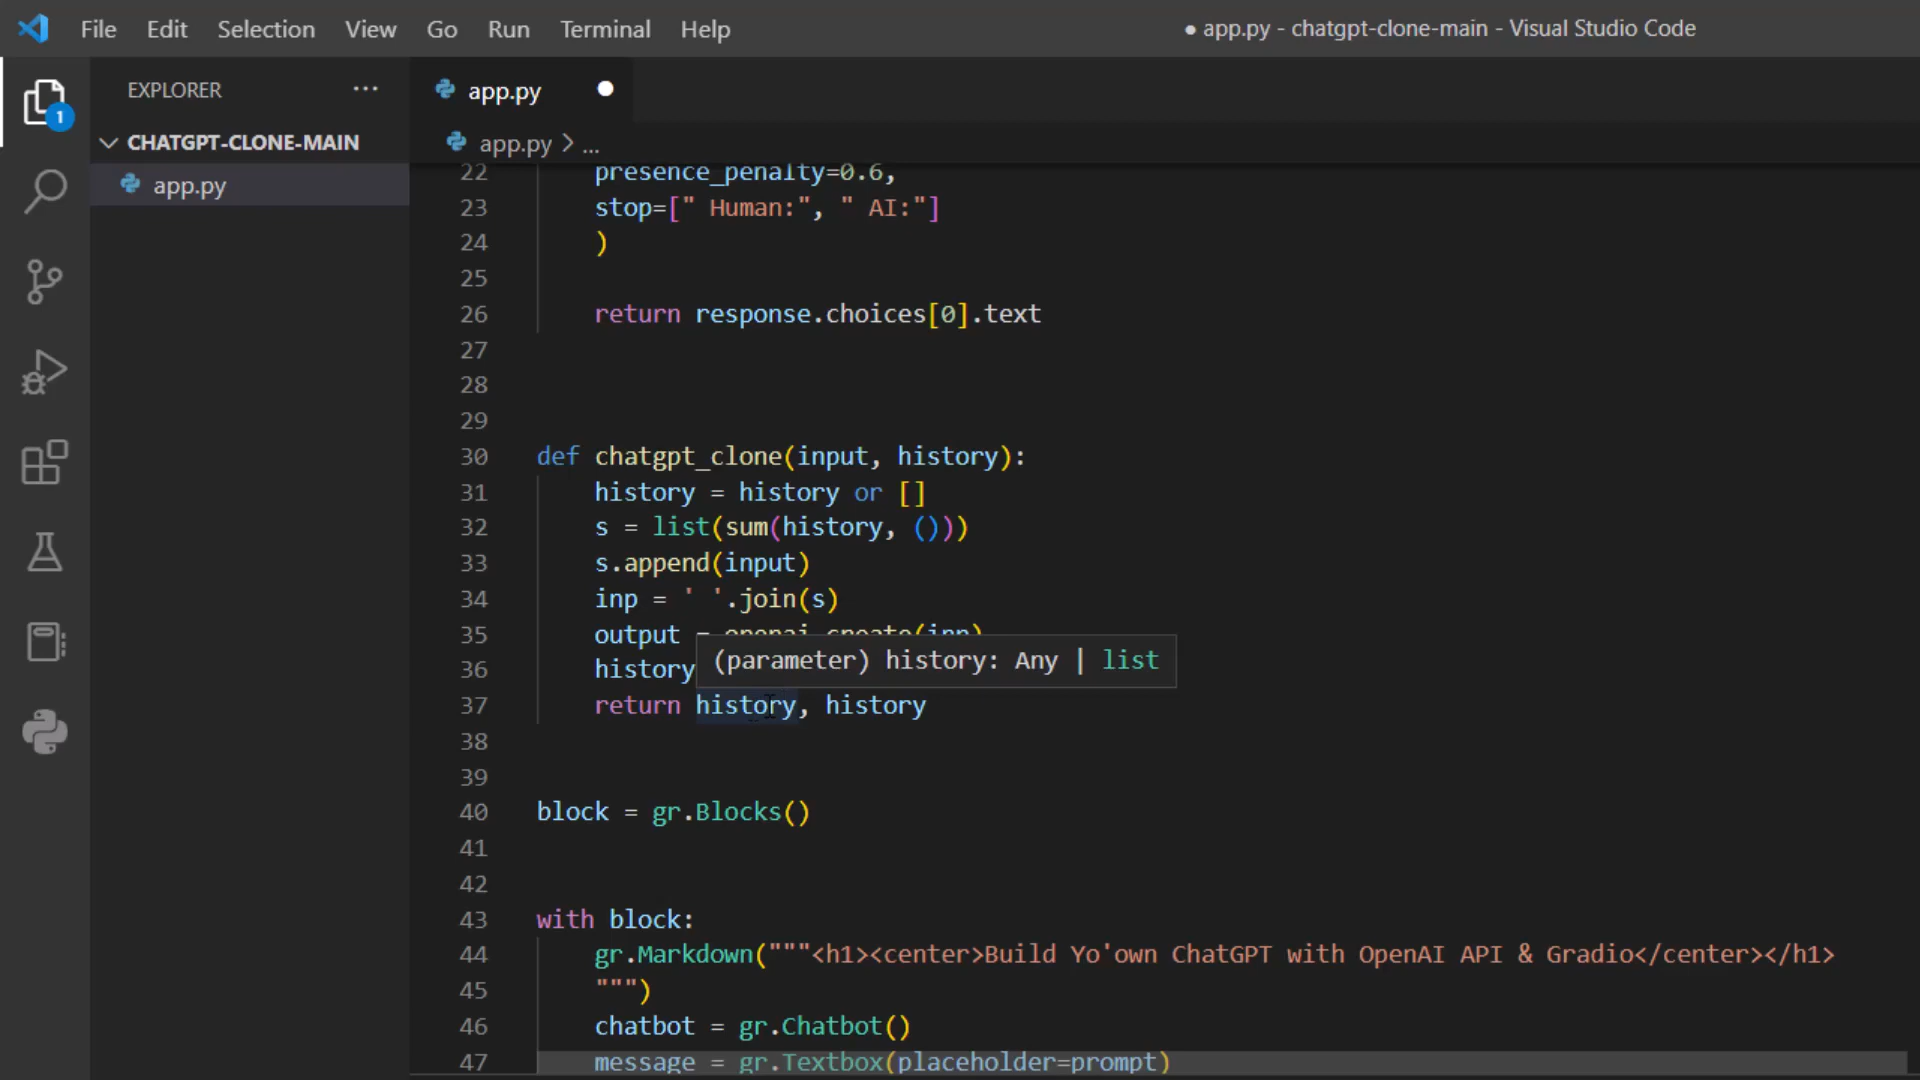 File Edit Selection View Go Run Terminal Help
● app.py - chatgpt-clone-main - Visual Studio Code
1
EXPLORER ...
CHATGPT-CLONE-MAIN
app.py
app.py
app.py > ...
22 presence_penalty=0.6,
23 stop=[" Human:", " AI:"]
24 )
25
26 return response.choices[0].text
27
28
29
30 def chatgpt_clone(input, history):
31 history = history or []
32 s = list(sum(history, ()))
33 s.append(input)
34 inp = ' '.join(s)
35 output = openai_create(inp)
36 history
(parameter) history: Any | list
37 return history, history
38
39
40 block = gr.Blocks()
41
42
43 with block:
44 gr.Markdown("""<h1><center>Build Yo'own ChatGPT with OpenAI API & Gradio</center></h1>
45 """)
46 chatbot = gr.Chatbot()
47 message = gr.Textbox(placeholder=prompt)